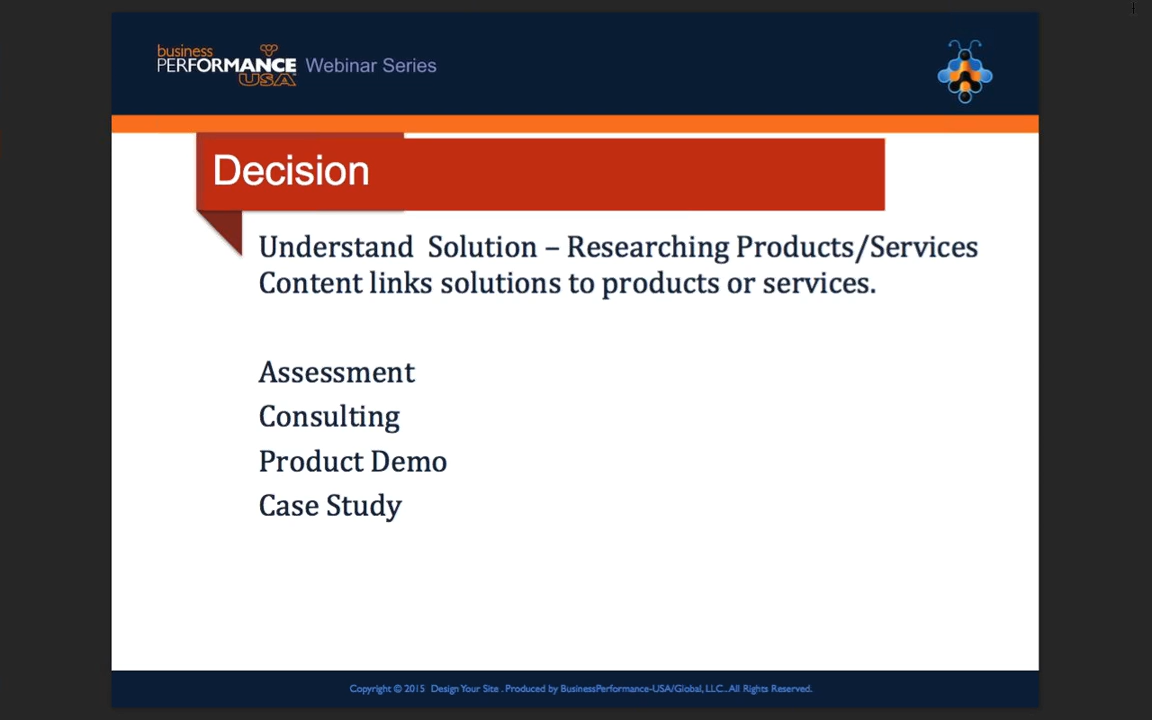 business
PERFORMANCE
USA
Webinar Series
Decision
Understand Solution – Researching Products/Services
Content links solutions to products or services.
Assessment
Consulting
Product Demo
Case Study
Copyright © 2015 Design Your Site . Produced by BusinessPerformance-USA/Global, LLC.. All Rights Reserved.